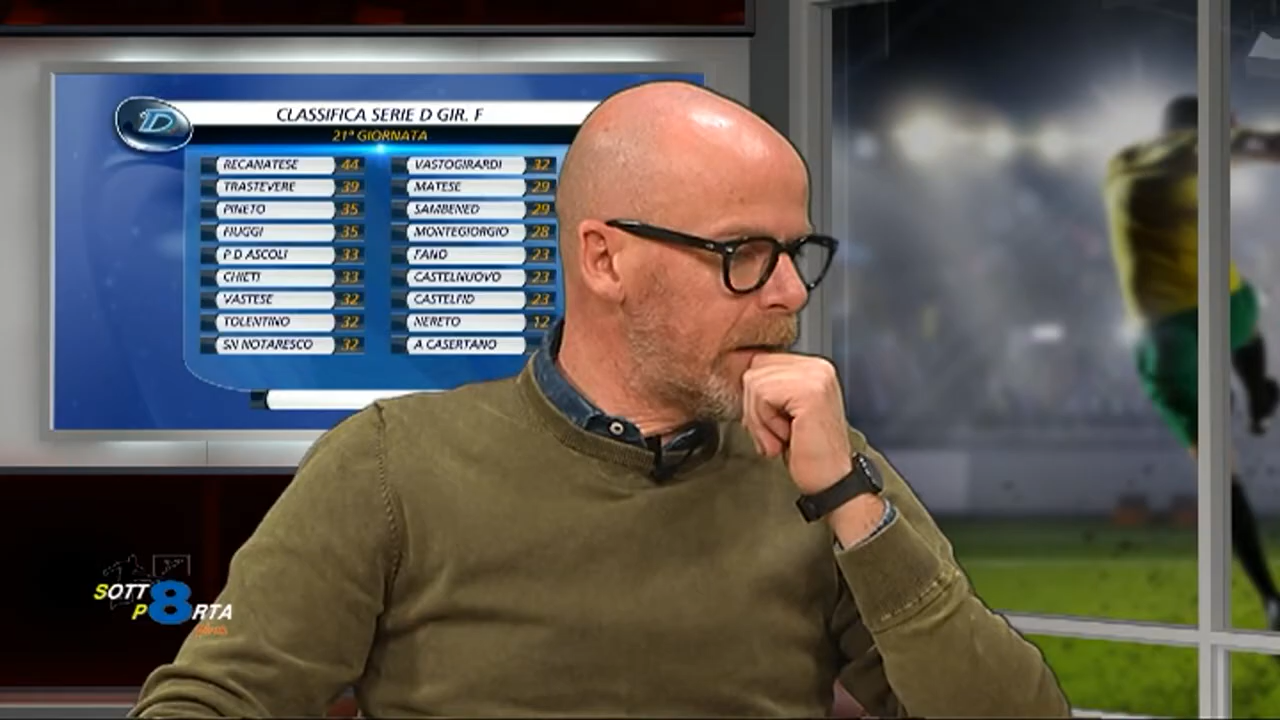 D
CLASSIFICA SERIE D GIR. F
21ª GIORNATA
RECANATESE 44
TRASTEVERE 39
PINETO 35
FIUGGI 35
P D ASCOLI 33
CHIETI 33
VASTESE 32
TOLENTINO 32
SN NOTARESCO 32
VASTOGIRARDI 32
MATESE 29
SAMBENED 29
MONTEGIORGIO 28
FANO 23
CASTELNUOVO 23
CASTELFID 23
NERETO 12
A CASERTANO
SOTT
P8RTA